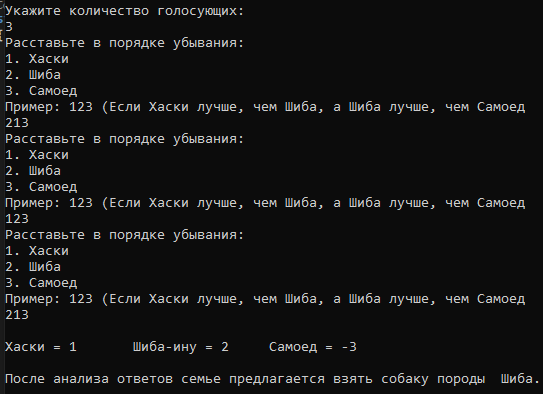 Укажите количество голосующих:
3
Расставьте в порядке убывания:
1. Хаски
2. Шиба
3. Самоед
Пример: 123 (Если Хаски лучше, чем Шиба, а Шиба лучше, чем Самоед
213
Расставьте в порядке убывания:
1. Хаски
2. Шиба
3. Самоед
Пример: 123 (Если Хаски лучше, чем Шиба, а Шиба лучше, чем Самоед
123
Расставьте в порядке убывания:
1. Хаски
2. Шиба
3. Самоед
Пример: 123 (Если Хаски лучше, чем Шиба, а Шиба лучше, чем Самоед
213
Хаски = 1 Шиба-ину = 2 Самоед = -3
После анализа ответов семье предлагается взять собаку породы Шиба.